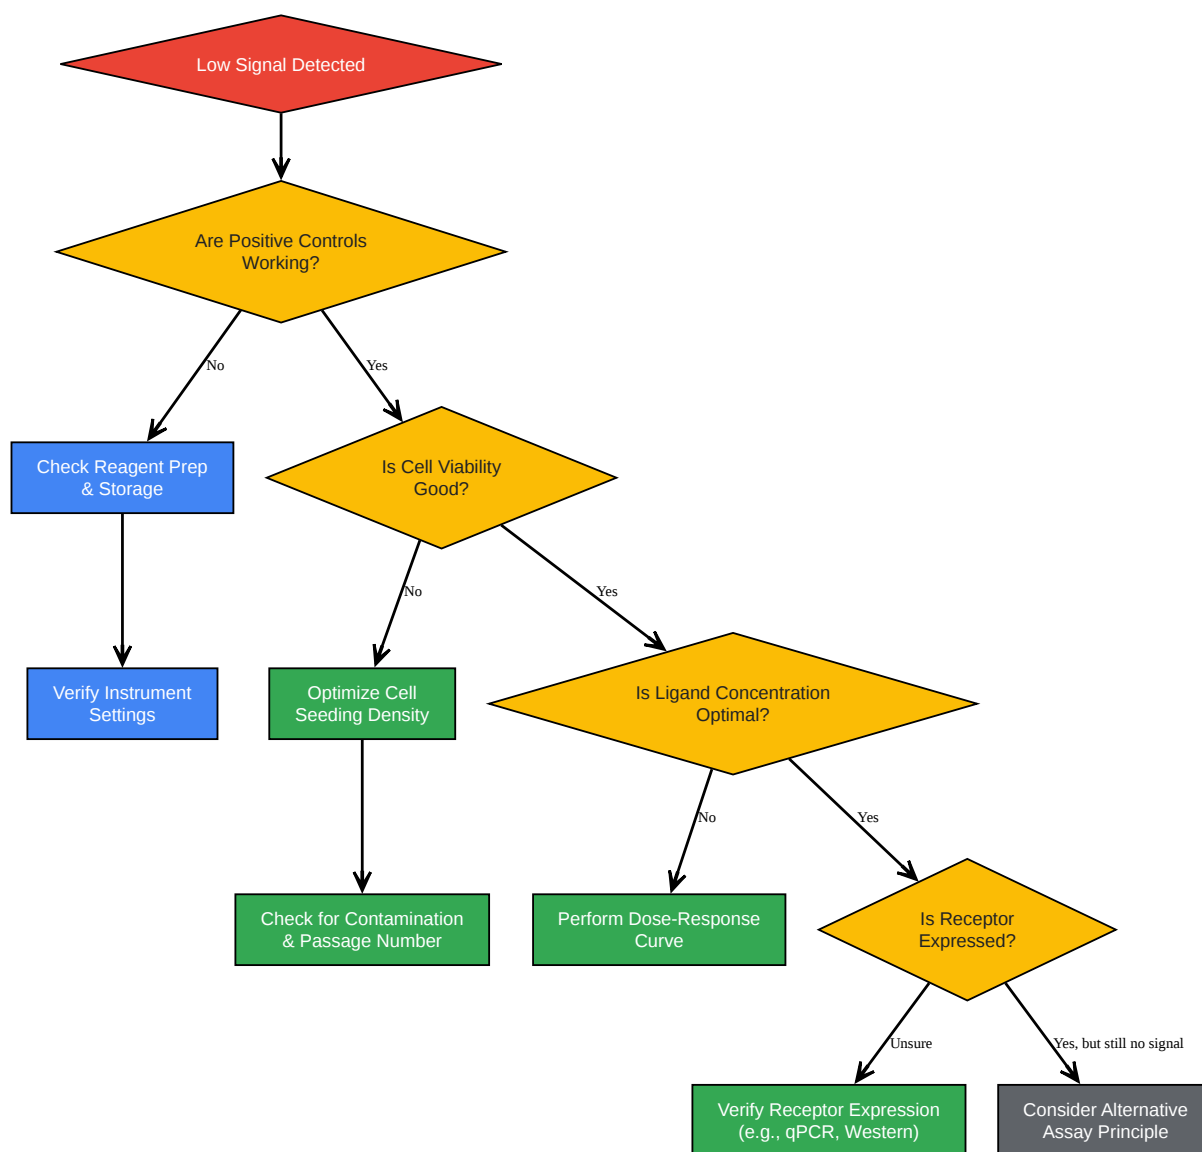 Low Signal Detected
Are Positive Controls
Working?
No
Yes
Check Reagent Prep
& Storage
Is Cell Viability
Good?
No
Yes
Verify Instrument
Settings
Optimize Cell
Seeding Density
Is Ligand Concentration
Optimal?
No
Yes
Check for Contamination
& Passage Number
Perform Dose-Response
Curve
Is Receptor
Expressed?
Unsure
Yes, but still no signal
Verify Receptor Expression
(e.g., qPCR, Western)
Consider Alternative
Assay Principle